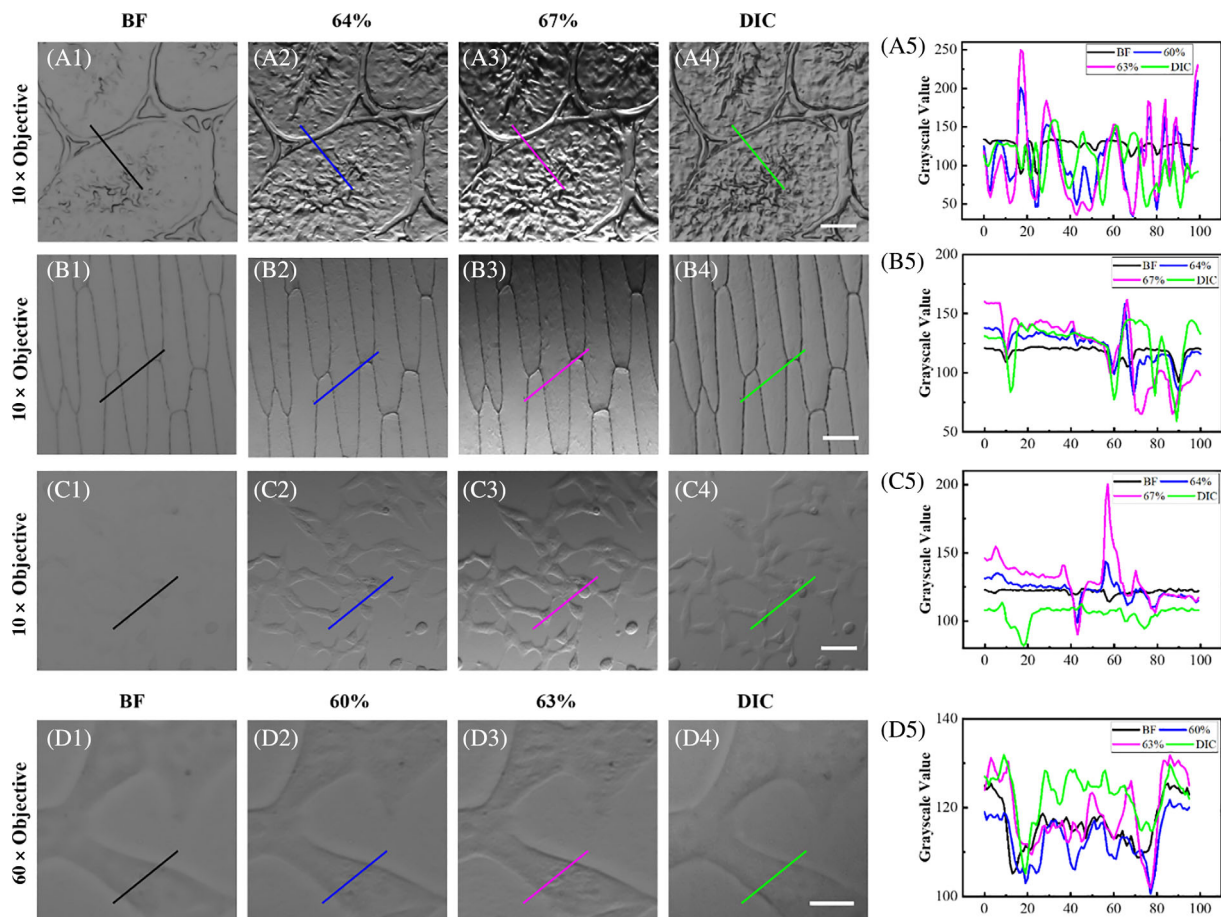 BF 64% 67% DIC
10 × Objective
(A1) (A2) (A3) (A4) (A5)
Grayscale Value
BF 60%
63% DIC
250
200
150
100
50
0 20 40 60 80 100
10 × Objective
(B1) (B2) (B3) (B4) (B5)
Grayscale Value
BF 64%
67% DIC
200
150
100
50
0 20 40 60 80 100
10 × Objective
(C1) (C2) (C3) (C4) (C5)
Grayscale Value
BF 64%
67% DIC
200
150
100
0 20 40 60 80 100
BF 60% 63% DIC
60 × Objective
(D1) (D2) (D3) (D4) (D5)
Grayscale Value
BF 60%
63% DIC
140
120
100
0 20 40 60 80 100